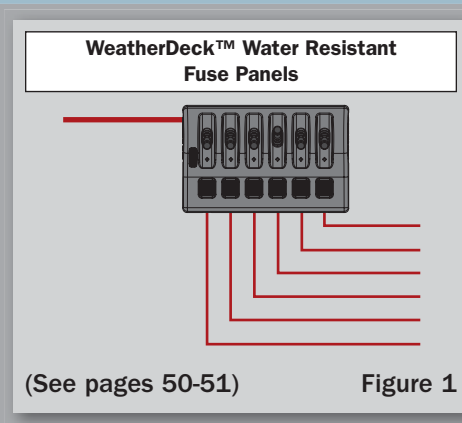 WeatherDeck™ Water Resistant
Fuse Panels
(See pages 50-51) Figure 1